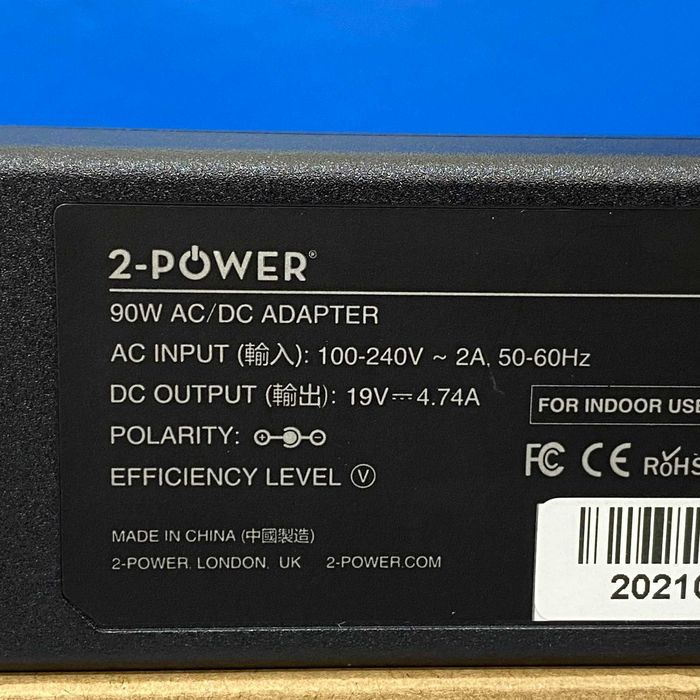 2-POWER®
90W AC/DC ADAPTER
AC INPUT (輸入): 100-240V ~ 2A, 50-60Hz
DC OUTPUT (輸出): 19V⎓4.74A
POLARITY:
EFFICIENCY LEVEL Ⓥ
FOR INDOOR USE
FC CE RoHS
MADE IN CHINA (中國製造)
2-POWER, LONDON, UK 2-POWER.COM
2021